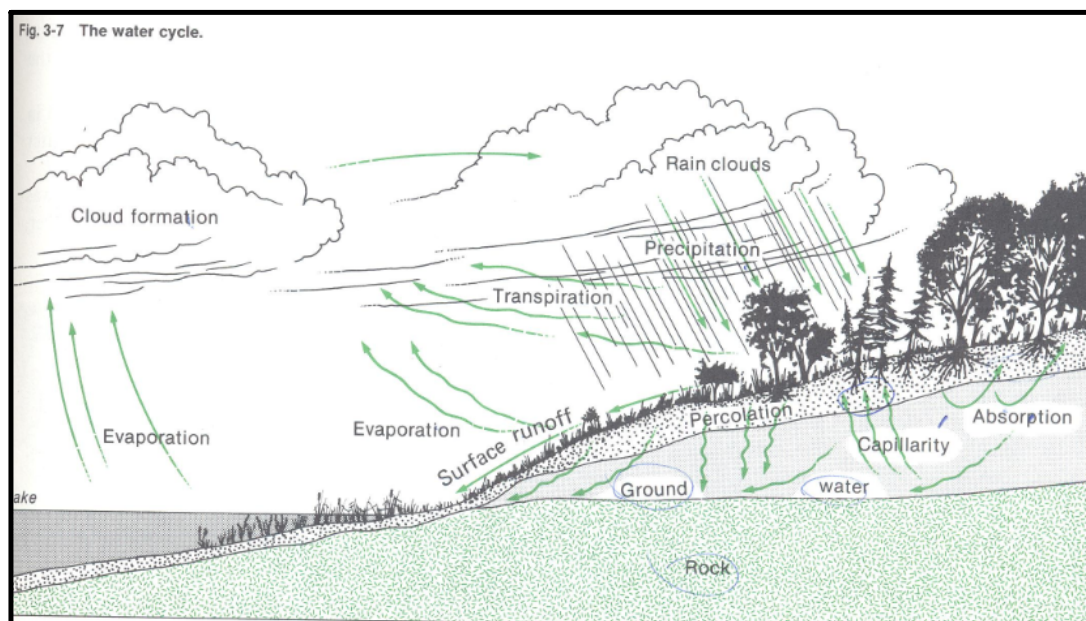 Fig. 3-7 The water cycle.
Rain clouds
Cloud formation
Precipitation
Transpiration
Evaporation
Evaporation
Surface runoff
Percolation
Absorption
Capillarity
Ground water
ake
Rock